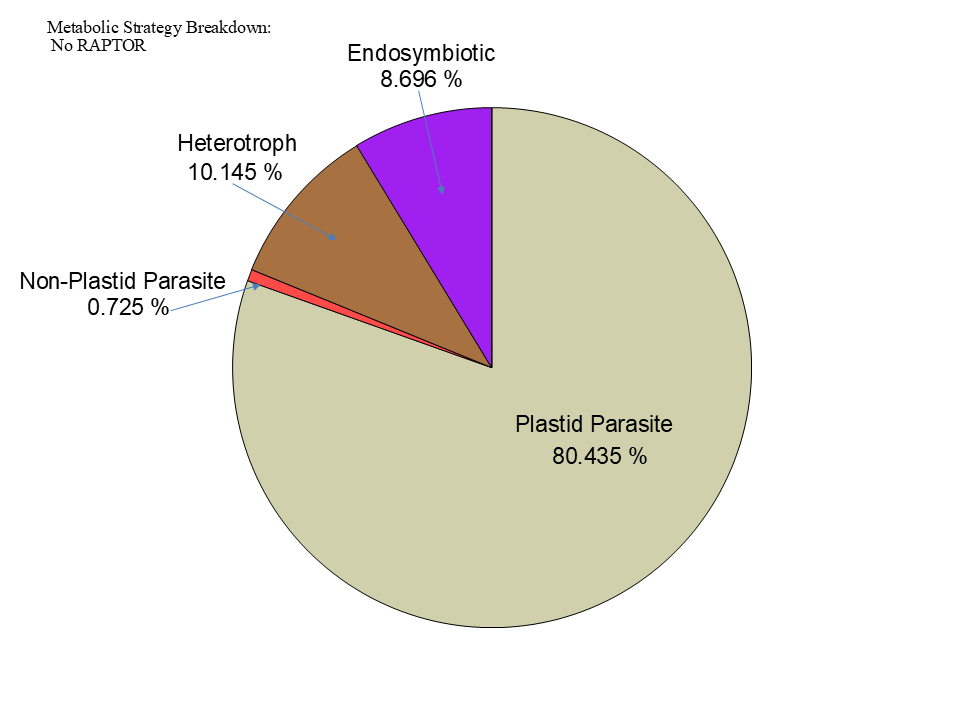 Metabolic Strategy Breakdown:
No RAPTOR
Endosymbiotic
8.696 %
Heterotroph
10.145 %
Non-Plastid Parasite
0.725 %
Plastid Parasite
80.435 %